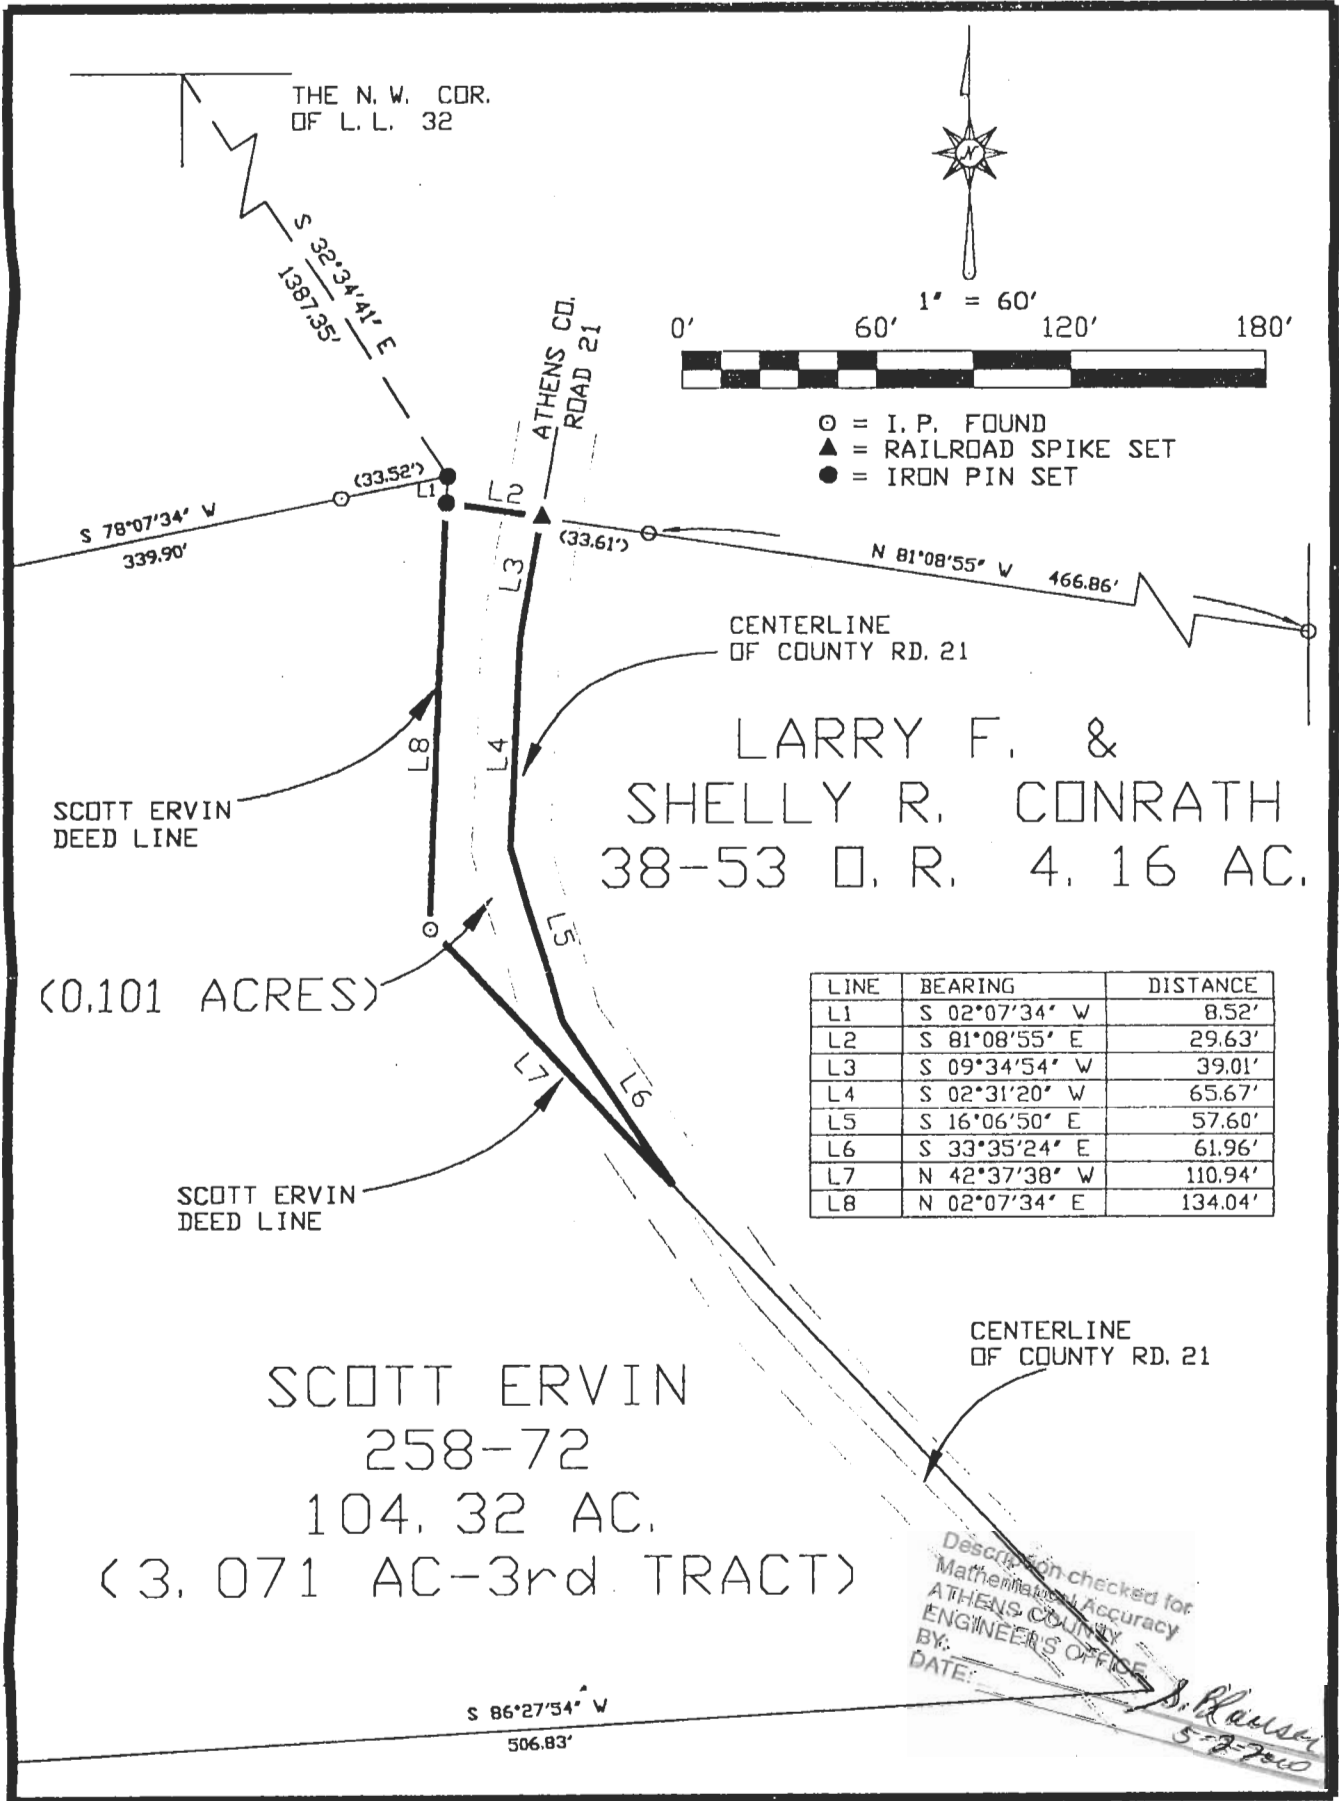 THE N. W. COR.
OF L. L. 32
N
S 32°34'41" E
1387.35'
1" = 60'
0' 60' 120' 180'
ATHENS CO.
ROAD 21
⊙ = I. P. FOUND
▲ = RAILROAD SPIKE SET
● = IRON PIN SET
(33.52')
L1
L2
S 78°07'34" W
339.90'
(33.61')
N 81°08'55" W 466.86'
L3
CENTERLINE
OF COUNTY RD. 21
L8
L4
LARRY F. &
SHELLY R. CONRATH
38-53 O. R. 4. 16 AC.
SCOTT ERVIN
DEED LINE
L5
(0.101 ACRES)
LINE BEARING DISTANCE
L1 S 02°07'34" W 8.52'
L2 S 81°08'55" E 29.63'
L3 S 09°34'54" W 39.01'
L4 S 02°31'20" W 65.67'
L5 S 16°06'50" E 57.60'
L6 S 33°35'24" E 61.96'
L7 N 42°37'38" W 110.94'
L8 N 02°07'34" E 134.04'
L7
L6
SCOTT ERVIN
DEED LINE
CENTERLINE
OF COUNTY RD. 21
SCOTT ERVIN
258-72
104. 32 AC.
(3. 071 AC-3rd TRACT)
Description checked for
Mathematical Accuracy
ATHENS COUNTY
ENGINEER'S OFFICE
BY:
DATE: 5-2-2000
S 86°27'54" W
506.83'